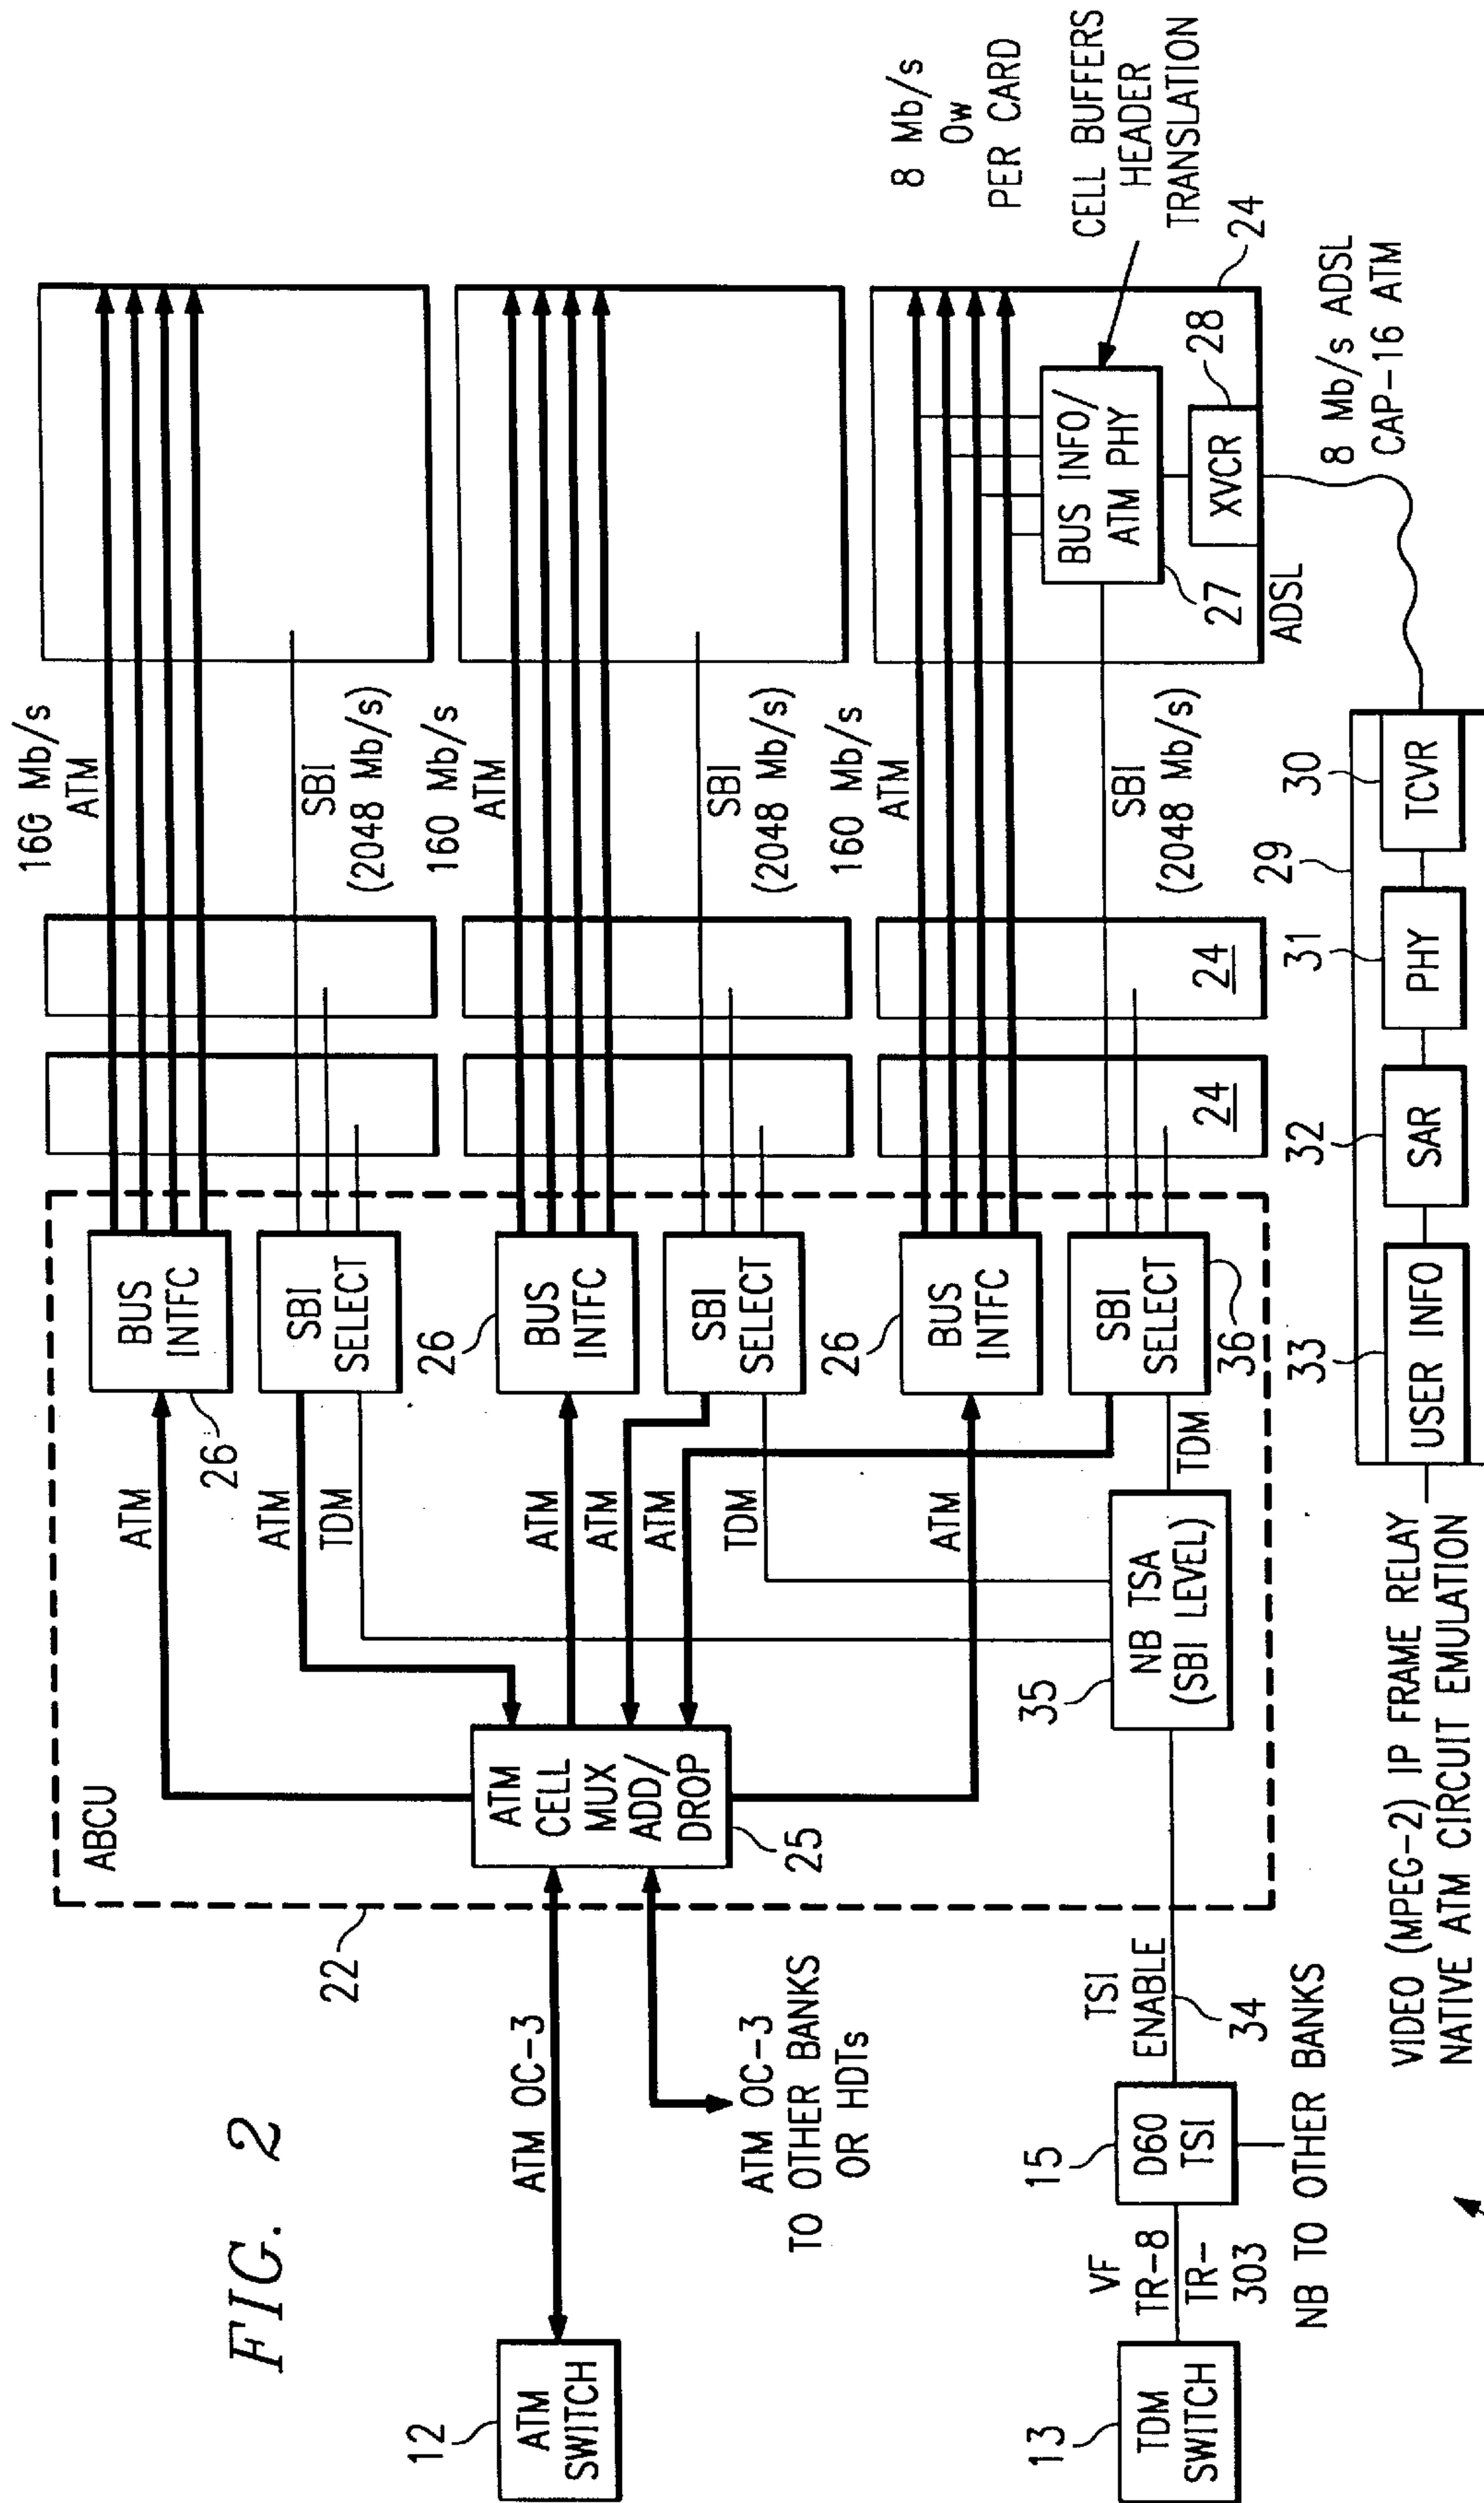 FIG. 2
160 Mb/s
ATM
SBI
(2048 Mb/s)
160 Mb/s
ATM
SBI
(2048 Mb/s)
160 Mb/s
ATM
SBI
(2048 Mb/s)
8 Mb/s
Ow
PER CARD
CELL BUFFERS
HEADER
TRANSLATION
24
BUS INFO/
ATM PHY
27
XVCR
28
ADSL
8 Mb/s ADSL
CAP-16 ATM
24
24
22
ABCU
BUS
INTFC
26
SBI
SELECT
26
BUS
INTFC
SBI
SELECT
26
BUS
INTFC
SBI
SELECT
36
ATM
ATM
TDM
ATM
ATM
ATM
TDM
ATM
TDM
ATM
CELL
MUX
ADD/
DROP
25
35
NB TSA
(SBI LEVEL)
12
ATM
SWITCH
ATM OC-3
ATM OC-3
TO OTHER BANKS
OR HDTs
13
TDM
SWITCH
VF
TR-8
TR-
303
15
D60
TSI
NB TO OTHER BANKS
TSI
ENABLE
34
VIDEO (MPEG-2) IP FRAME RELAY
NATIVE ATM CIRCUIT EMULATION
33
USER INFO
32
SAR
31
PHY
29
30
TCVR